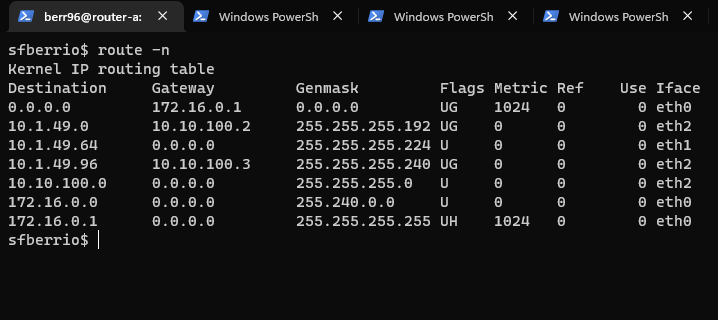 berr96@router-a: Windows PowerSh Windows PowerSh Windows PowerSh
sfberrio$ route -n
Kernel IP routing table
Destination     Gateway         Genmask         Flags Metric Ref    Use Iface
0.0.0.0         172.16.0.1      0.0.0.0         UG    1024   0        0 eth0
10.1.49.0       10.10.100.2     255.255.255.192 UG    0      0        0 eth2
10.1.49.64      0.0.0.0         255.255.255.224 U     0      0        0 eth1
10.1.49.96      10.10.100.3     255.255.255.240 UG    0      0        0 eth2
10.10.100.0     0.0.0.0         255.255.255.0   U     0      0        0 eth2
172.16.0.0      0.0.0.0         255.240.0.0     U     0      0        0 eth0
172.16.0.1      0.0.0.0         255.255.255.255 UH    1024   0        0 eth0
sfberrio$